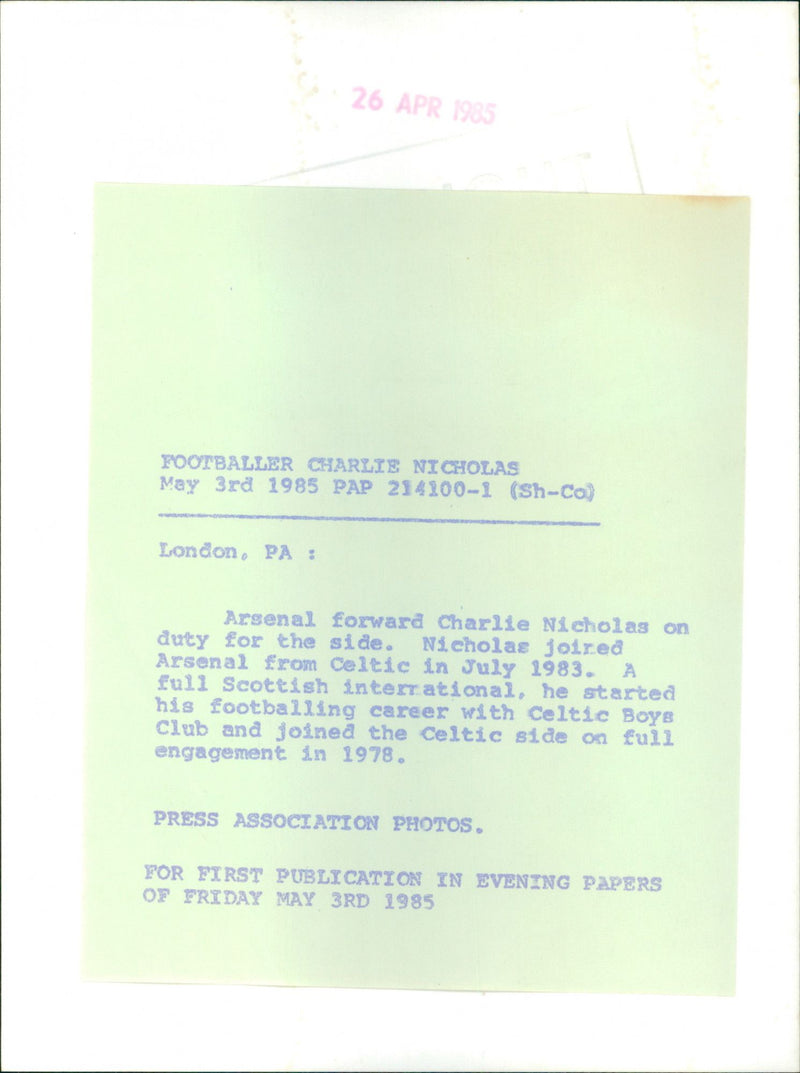 26 APR 1985
FOOTBALLER CHARLIE NICHOLAS
May 3rd 1985 PAP 214100-1 (Sh-Co)
London, PA :
Arsenal forward Charlie Nicholas on
duty for the side. Nicholas joired
Arsenal from Celtic in July 1983. A
full Scottish international, he started
his footballing career with Celtic Boys
Club and joined the Celtic side on full
engagement in 1978.
PRESS ASSOCIATION PHOTOS.
FOR FIRST PUBLICATION IN EVENING PAPERS
OF FRIDAY MAY 3RD 1985